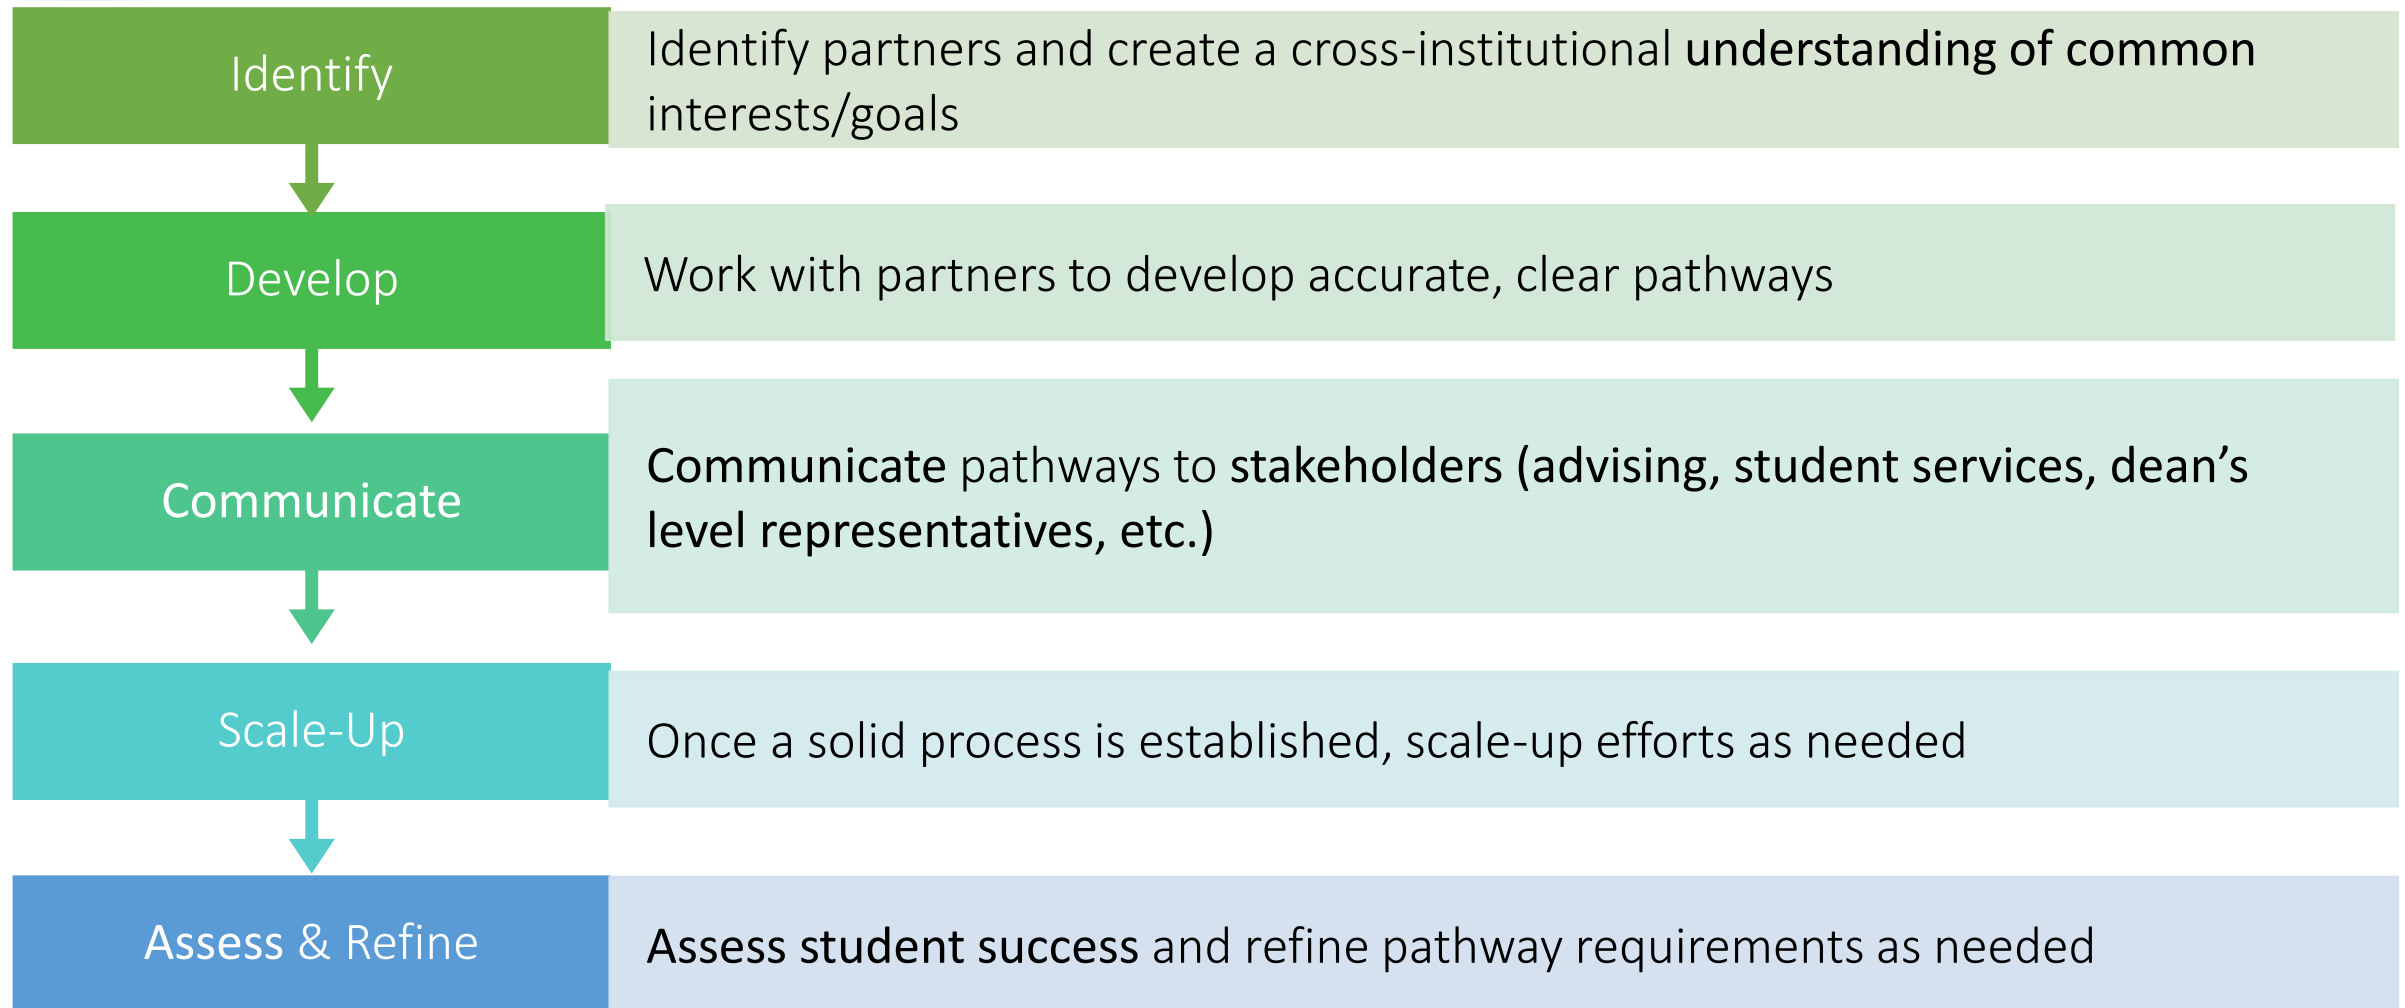 Identify
Identify partners and create a cross-institutional understanding of common
interests/goals
Develop
Work with partners to develop accurate, clear pathways
Communicate
Communicate pathways to stakeholders (advising, student services, dean’s
level representatives, etc.)
Scale-Up
Once a solid process is established, scale-up efforts as needed
Assess & Refine
Assess student success and refine pathway requirements as needed